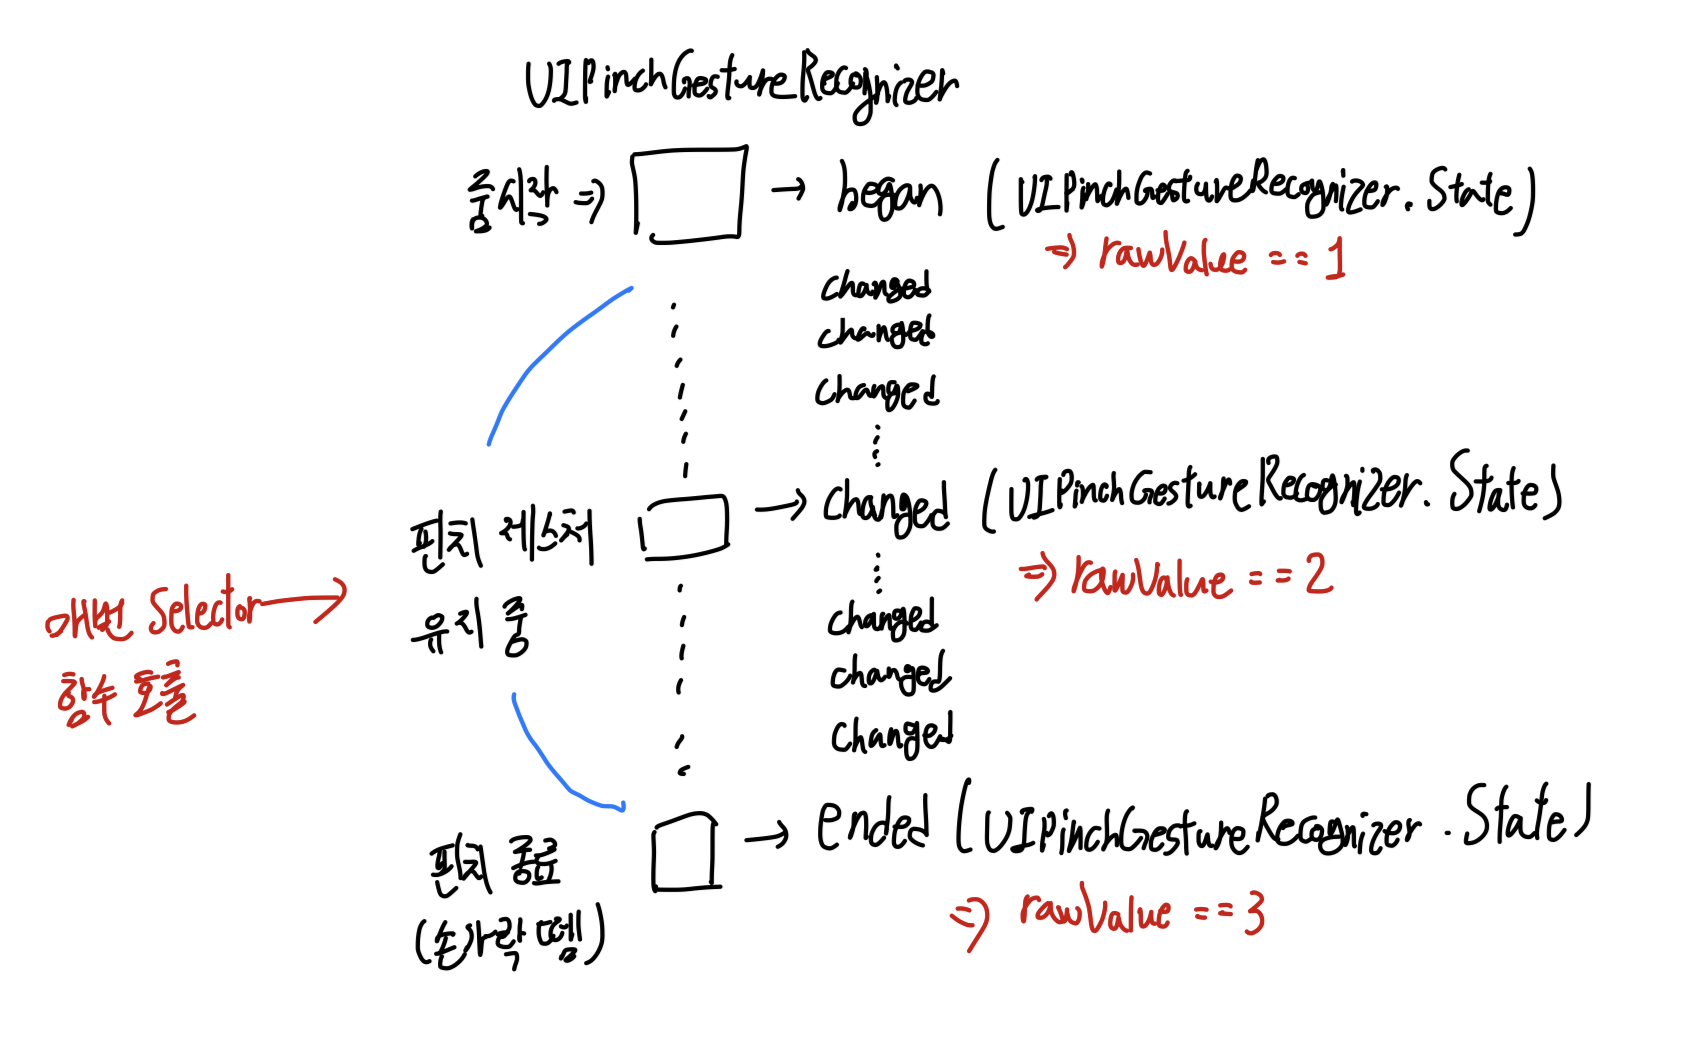 UIPinchGestureRecognizer
줌시작 ⇒ → began (UIPinchGestureRecognizer.State)
⇒ rawValue == 1
changed
changed
changed
핀치 제스처 → changed (UIPinchGestureRecognizer.State)
⇒ rawValue == 2
매번 Selector →
함수 호출
유지 중
changed
changed
changed
핀치 종료 → ended (UIPinchGestureRecognizer.State)
(손가락 뗌)
⇒ rawValue == 3